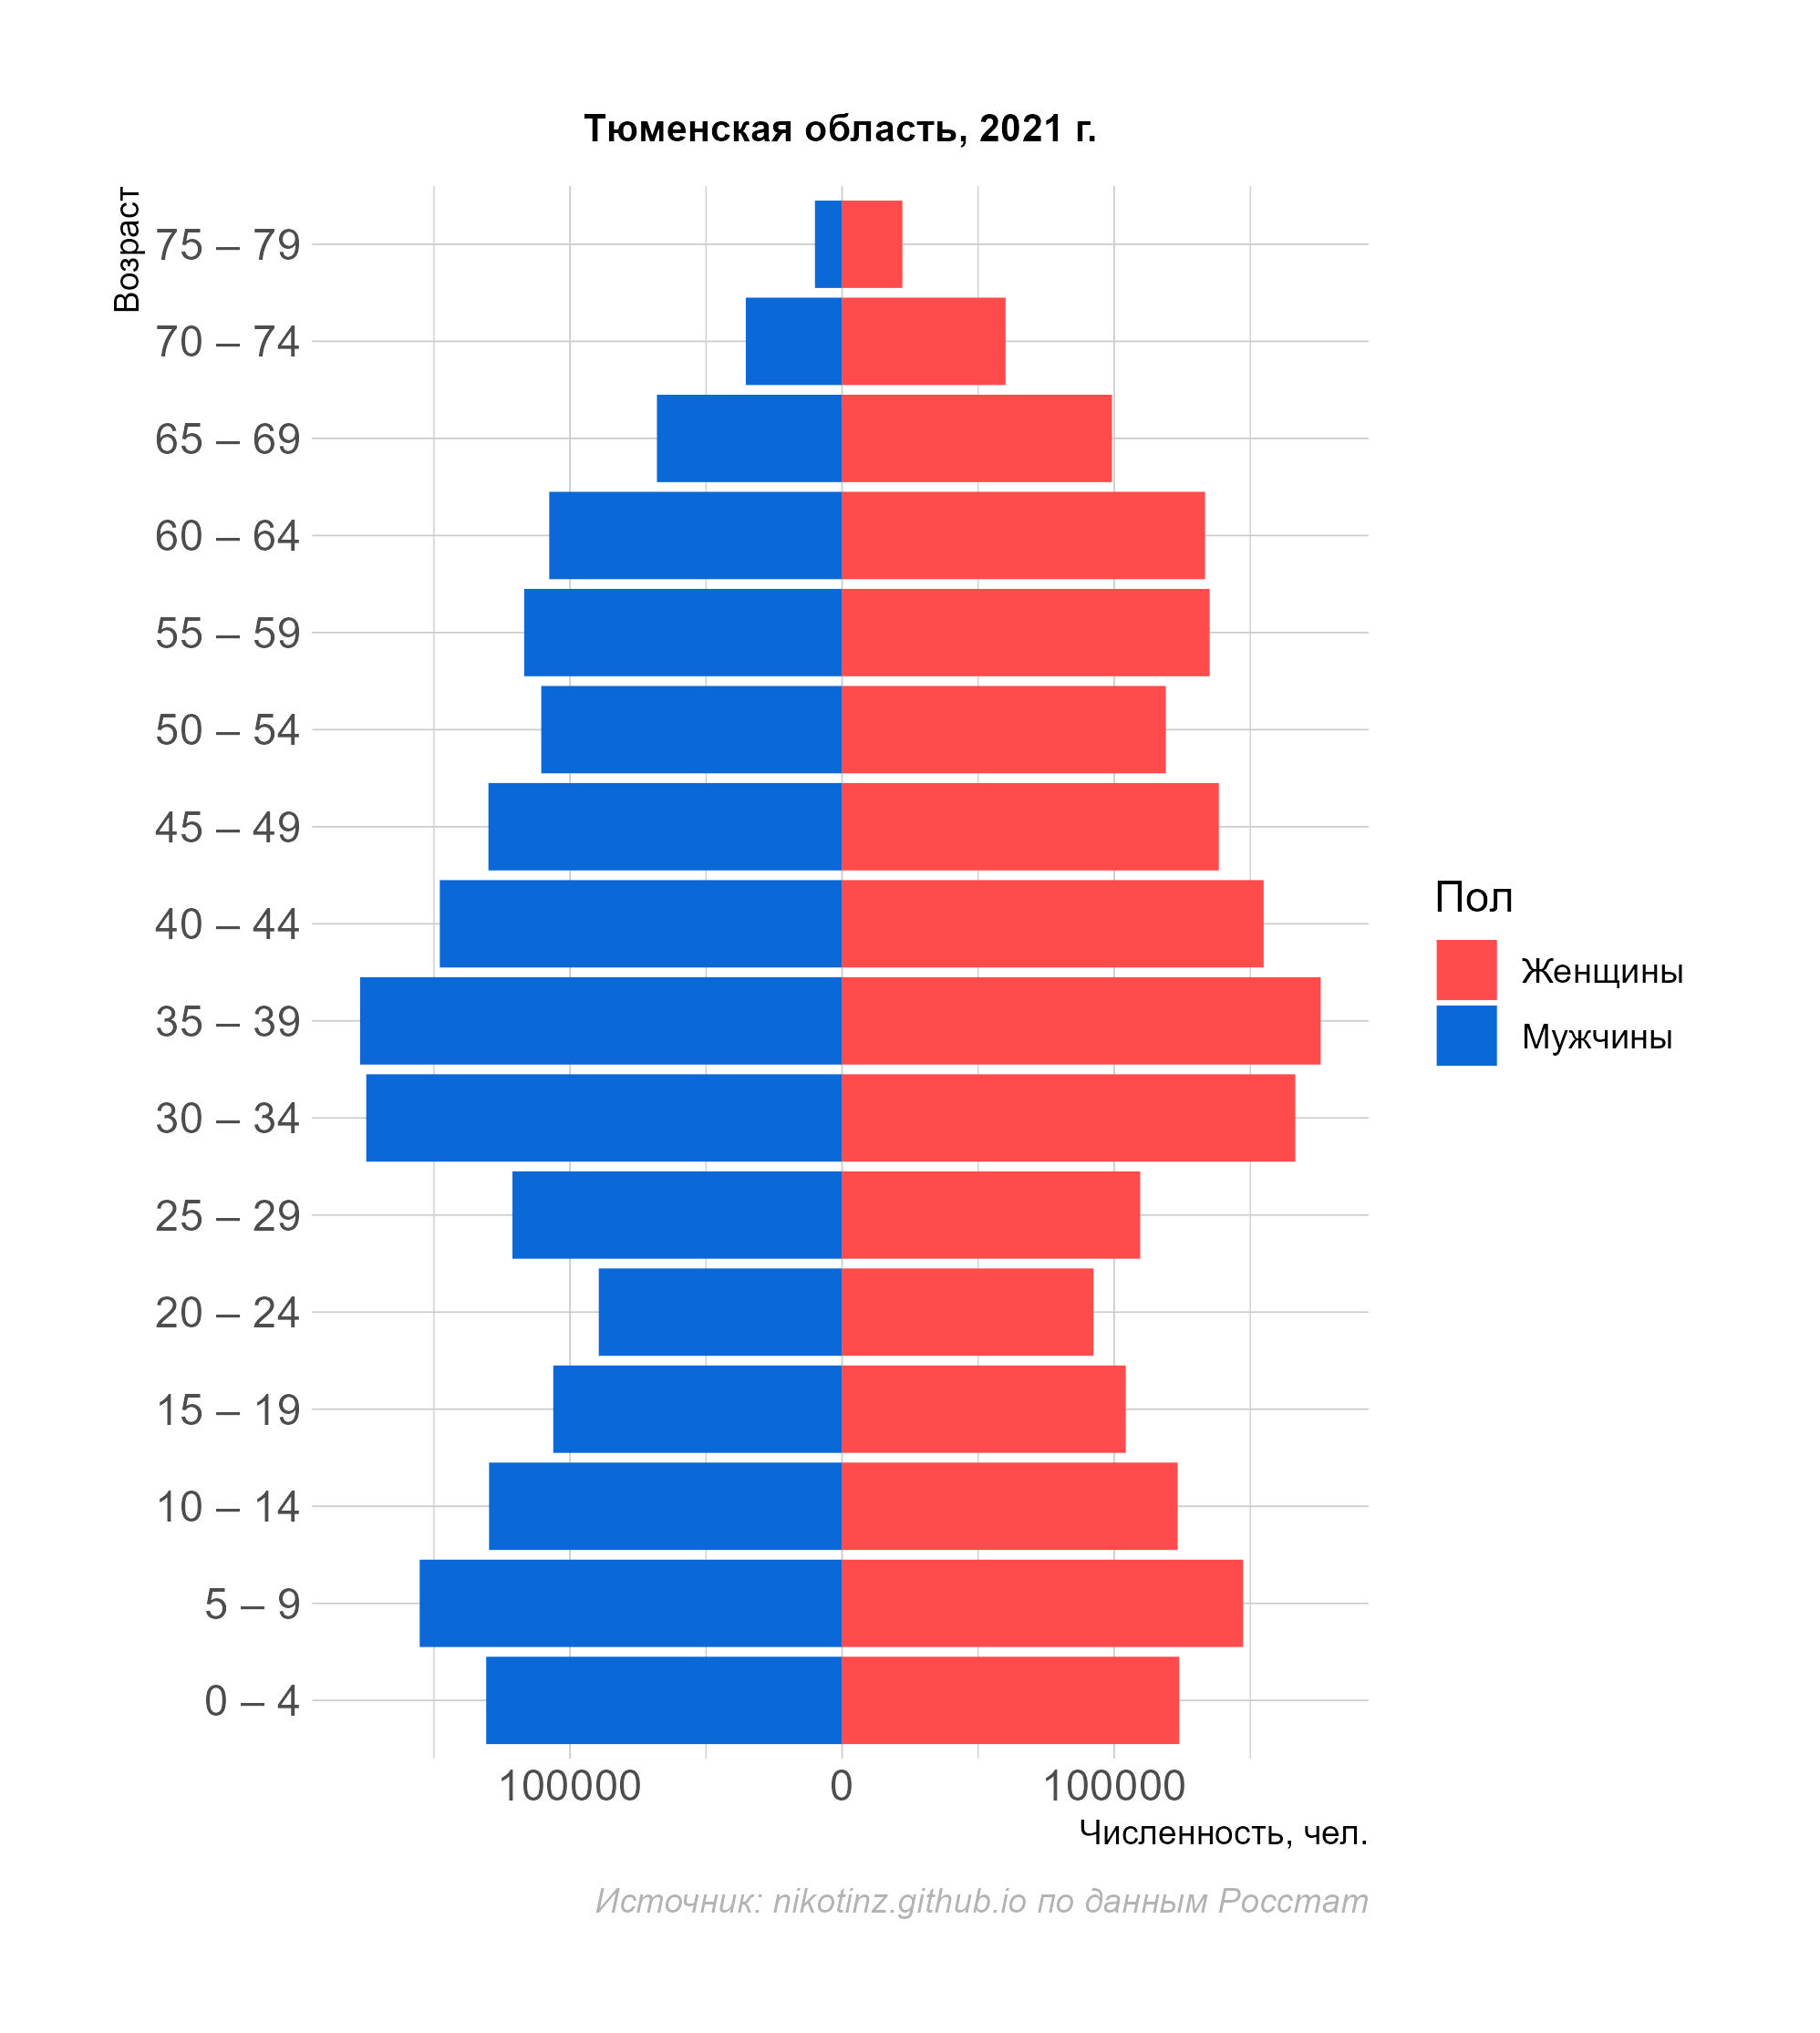 Тюменская область, 2021 г.
Возраст
75 – 79
70 – 74
65 – 69
60 – 64
55 – 59
50 – 54
45 – 49
40 – 44
35 – 39
30 – 34
25 – 29
20 – 24
15 – 19
10 – 14
5 – 9
0 – 4
100000 0 100000
Численность, чел.
Пол
Женщины
Мужчины
Источник: nikotinz.github.io по данным Росстат